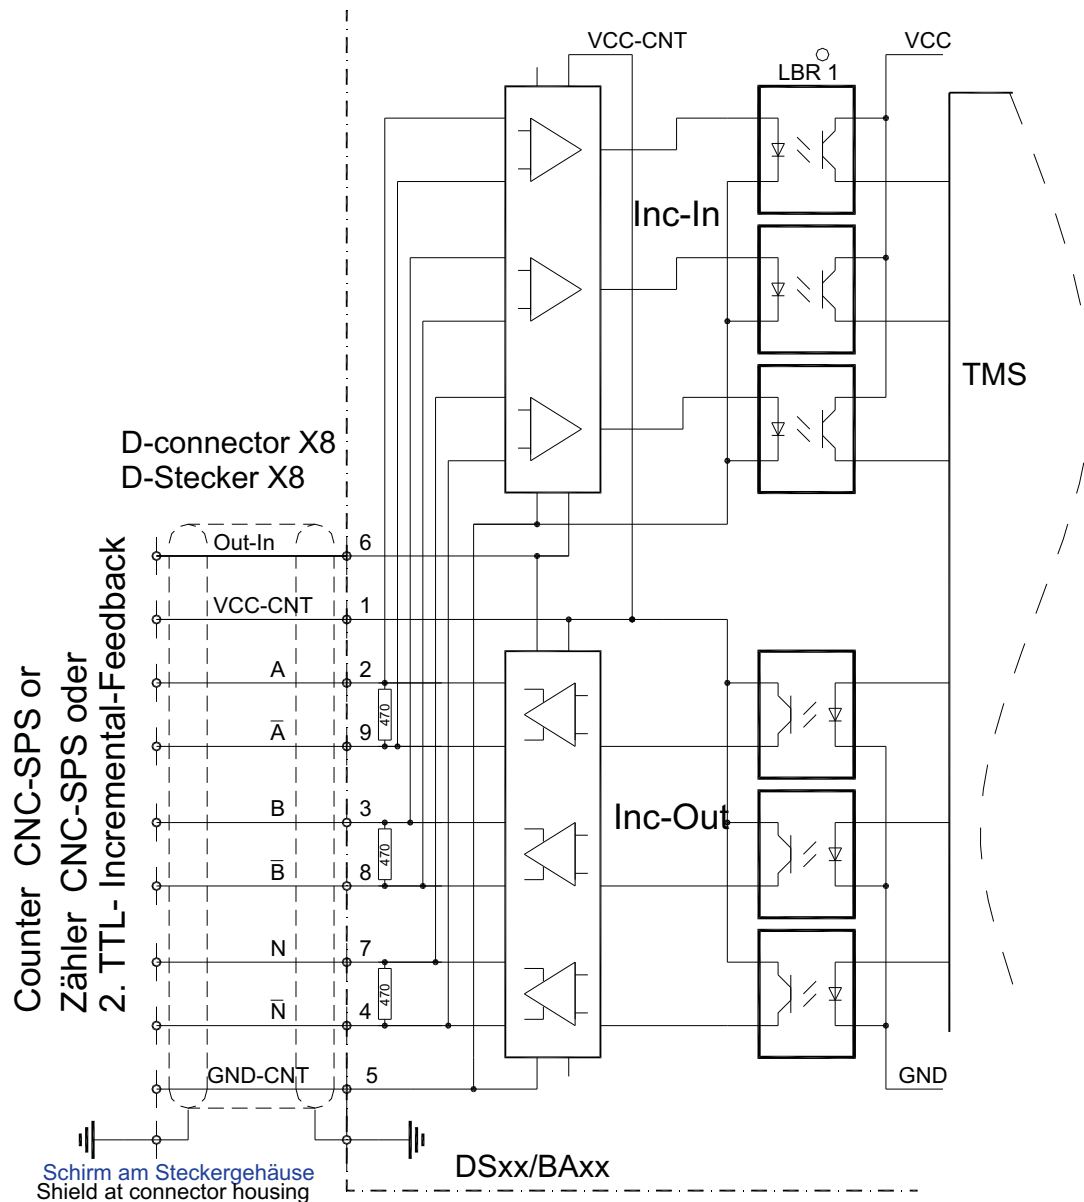 VCC-CNT
VCC
LBR 1
Inc-In
TMS
D-connector X8
D-Stecker X8
Out-In 6
VCC-CNT 1
A 2
470
A̅ 9
B 3
470
B̅ 8
Inc-Out
N 7
470
N̅ 4
GND-CNT 5
GND
Counter CNC-SPS or
Zähler CNC-SPS oder
2. TTL- Incremental-Feedback
DSxx/BAxx
Schirm am Steckergehäuse
Shield at connector housing